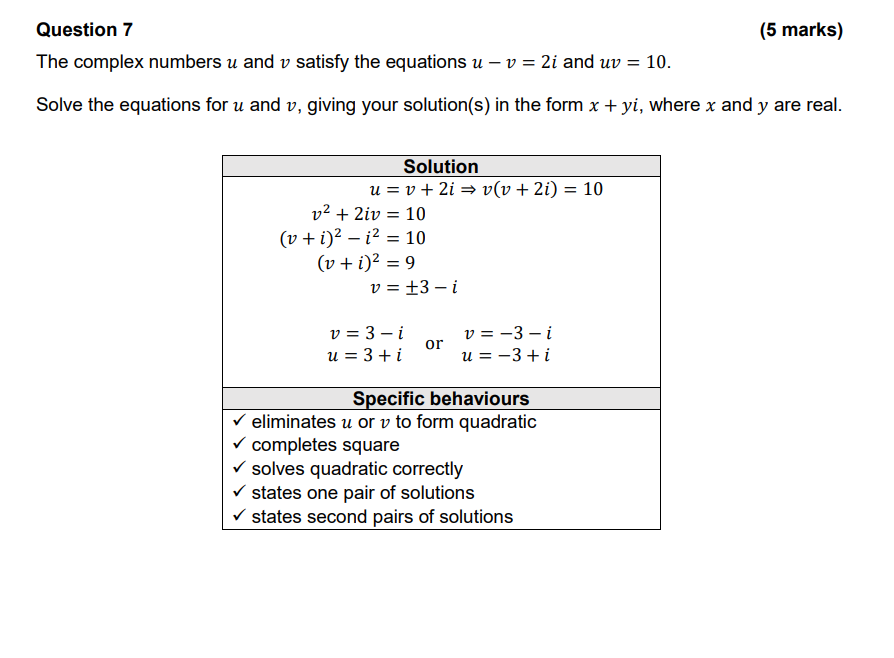 Question 7 (5 marks)
The complex numbers u and v satisfy the equations u − v = 2i and uv = 10.
Solve the equations for u and v, giving your solution(s) in the form x + yi, where x and y are real.
Solution
u = v + 2i ⇒ v(v + 2i) = 10
v² + 2iv = 10
(v + i)² − i² = 10
(v + i)² = 9
v = ±3 − i
v = 3 − i or v = −3 − i
u = 3 + i u = −3 + i
Specific behaviours
✓ eliminates u or v to form quadratic
✓ completes square
✓ solves quadratic correctly
✓ states one pair of solutions
✓ states second pairs of solutions